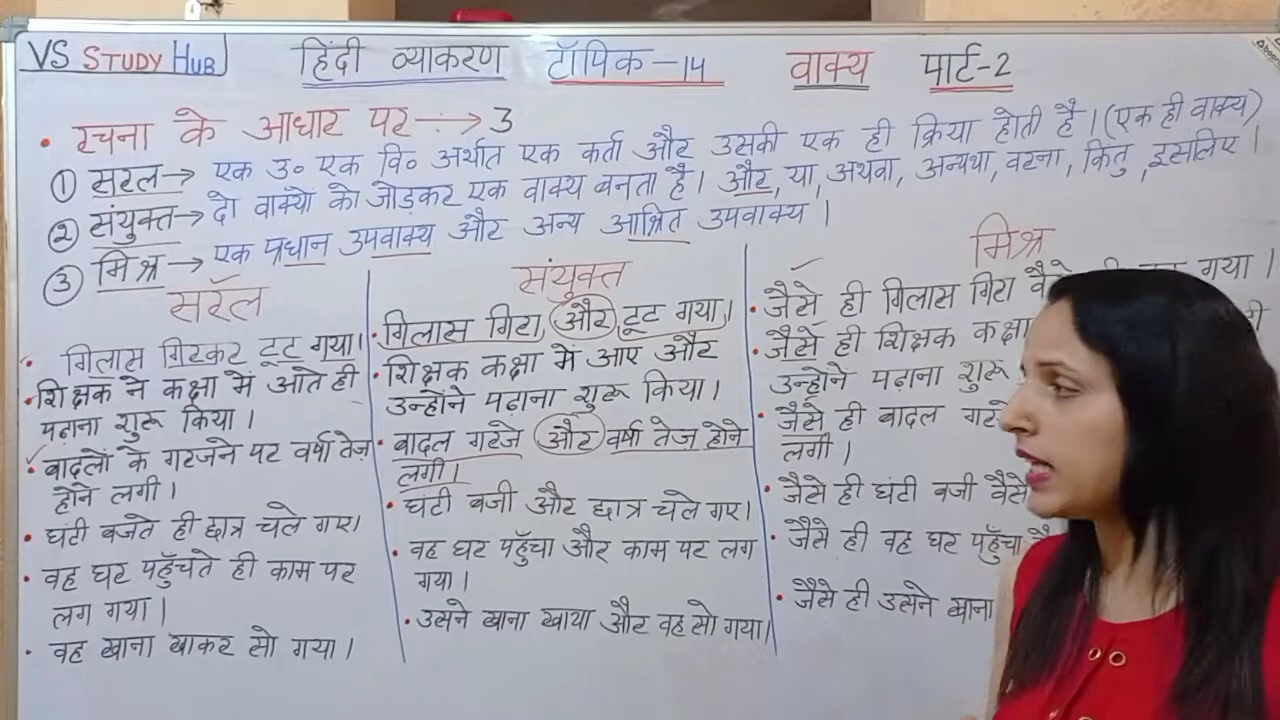 VS STUDY HUB
हिंदी व्याकरण टॉपिक-14 वाक्य पार्ट-2
• रचना के आधार पर → 3
① सरल → एक उ० एक वि० अर्थात एक कर्ता और उसकी एक ही क्रिया होती है। (एक ही वाक्य)
② संयुक्त → दो वाक्यो को जोड़कर एक वाक्य बनता है। और, या, अथवा, अन्यथा, वरना, किंतु, इसलिए।
③ मिश्र → एक प्रधान उपवाक्य और अन्य आश्रित उपवाक्य।
सरल
• गिलास गिरकर टूट गया।
• शिक्षक ने कक्षा में आते ही
पढ़ाना शुरू किया।
• बादलों के गरजने पर वर्षा तेज़
होने लगी।
• घंटी बजते ही छात्र चले गए।
• वह घर पहुँचते ही काम पर
लग गया।
• वह खाना खाकर सो गया।
संयुक्त
• गिलास गिरा, और टूट गया।
• शिक्षक कक्षा में आए और
उन्होंने पढ़ाना शुरू किया।
• बादल गरजे और वर्षा तेज़ होने
लगी।
• घंटी बजी और छात्र चले गए।
• वह घर पहुँचा और काम पर लग
गया।
• उसने खाना खाया और वह सो गया।
मिश्र
• जैसे ही गिलास गिरा गया।
• जैसे ही शिक्षक कक्षा
उन्होंने पढ़ाना शुरू
• जैसे ही बादल
लगी।
• जैसे ही घंटी बजी वैसे
• जैसे ही वह घर पहुँचा
• जैसे ही उसने खाना